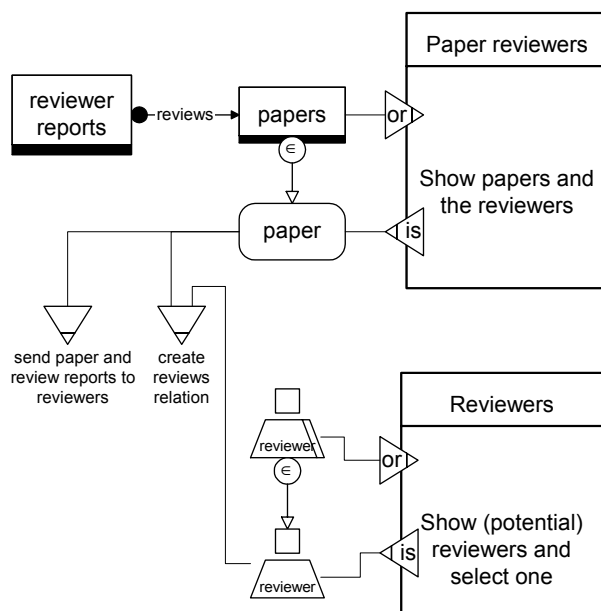 Paper reviewers
reviewer
reports
reviews
papers
or
∈
Show papers and
the reviewers
paper
is
send paper and
review reports to
reviewers
create
reviews
relation
Reviewers
reviewer
or
∈
Show (potential)
reviewers and
select one
is
reviewer